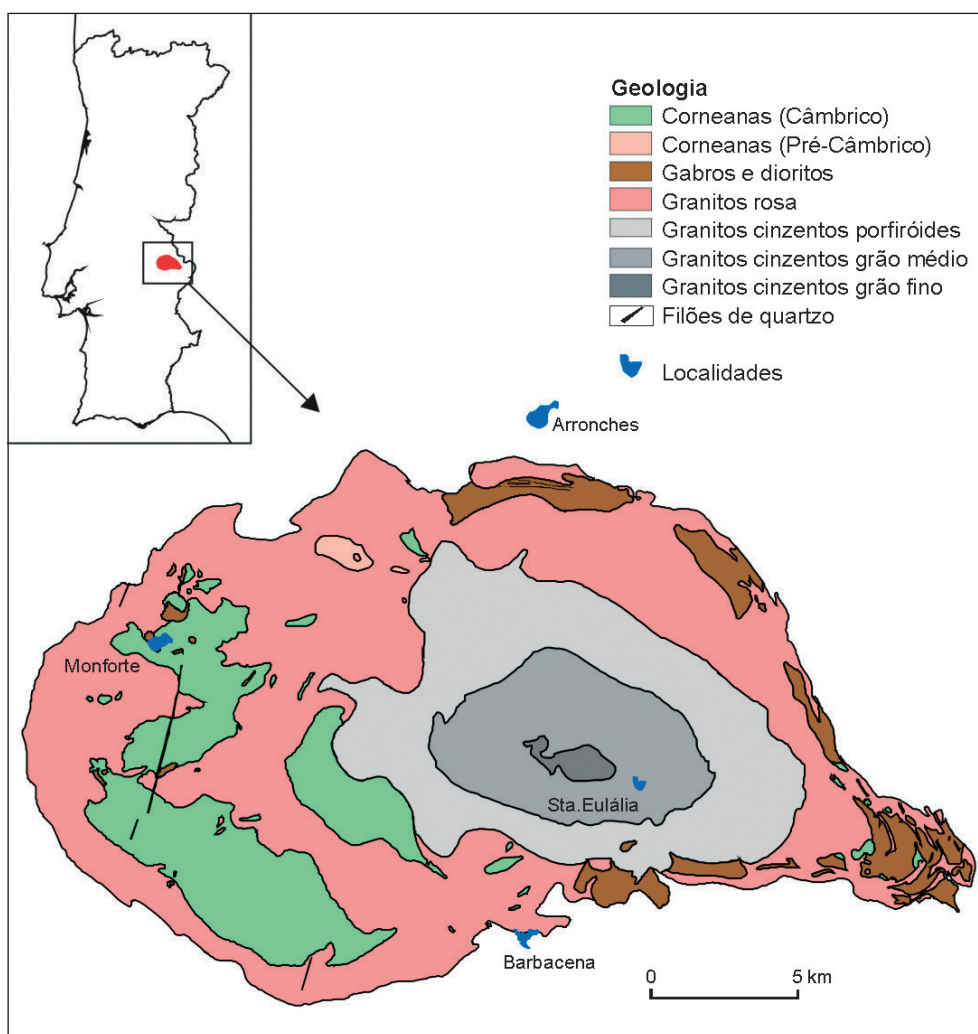 Geologia
Corneanas (Câmbrico)
Corneanas (Pré-Câmbrico)
Gabros e dioritos
Granitos rosa
Granitos cinzentos porfiróides
Granitos cinzentos grão médio
Granitos cinzentos grão fino
Filões de quartzo
Localidades
Arronches
Monforte
Sta.Eulália
Barbacena
0 5 km